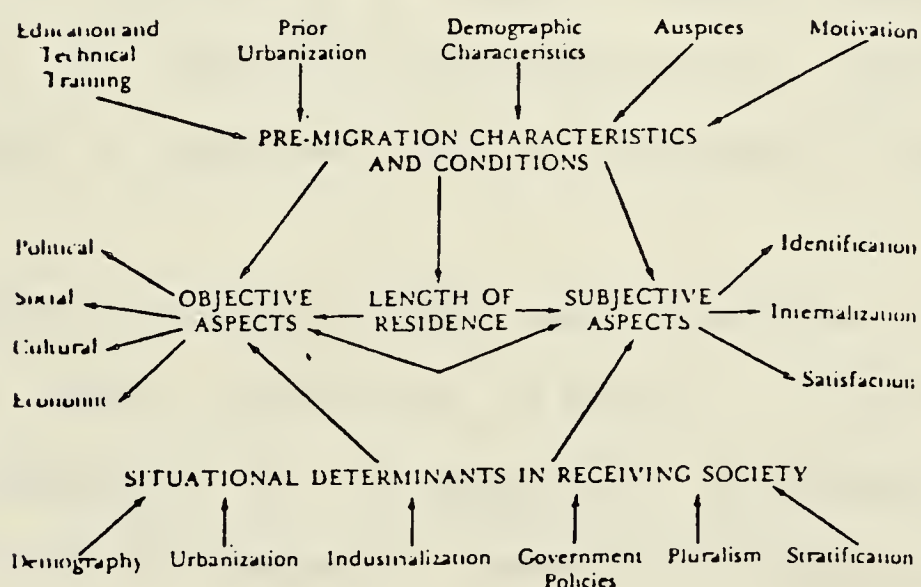 Education and Technical Training
Prior Urbanization
Demographic Characteristics
Auspices
Motivation
PRE-MIGRATION CHARACTERISTICS
AND CONDITIONS
Political
Social
Cultural
Economic
OBJECTIVE
ASPECTS
LENGTH OF
RESIDENCE
SUBJECTIVE
ASPECTS
Identification
Internalization
Satisfaction
SITUATIONAL DETERMINANTS IN RECEIVING SOCIETY
Demography
Urbanization
Industrialization
Government
Policies
Pluralism
Stratification